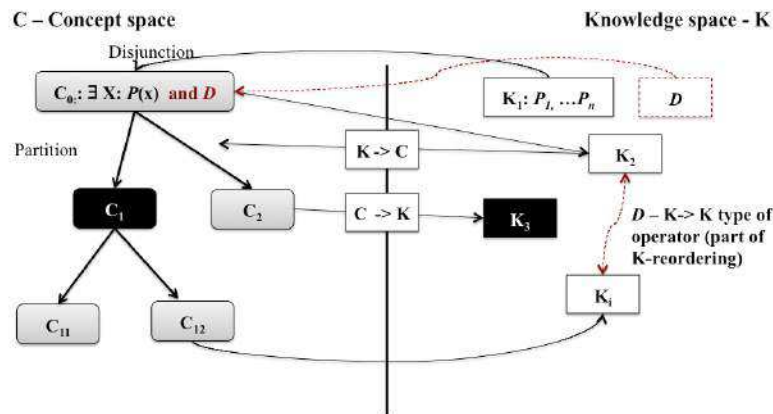 C – Concept space
Knowledge space - K
Disjunction
C₀:: ∃ X: P(x) and D
K₁: P₁, …Pₙ
D
Partition
K -> C
K₂
C₁
C₂
C -> K
K₃
D – K-> K type of
operator (part of
K-reordering)
C₁₁
C₁₂
Kᵢ